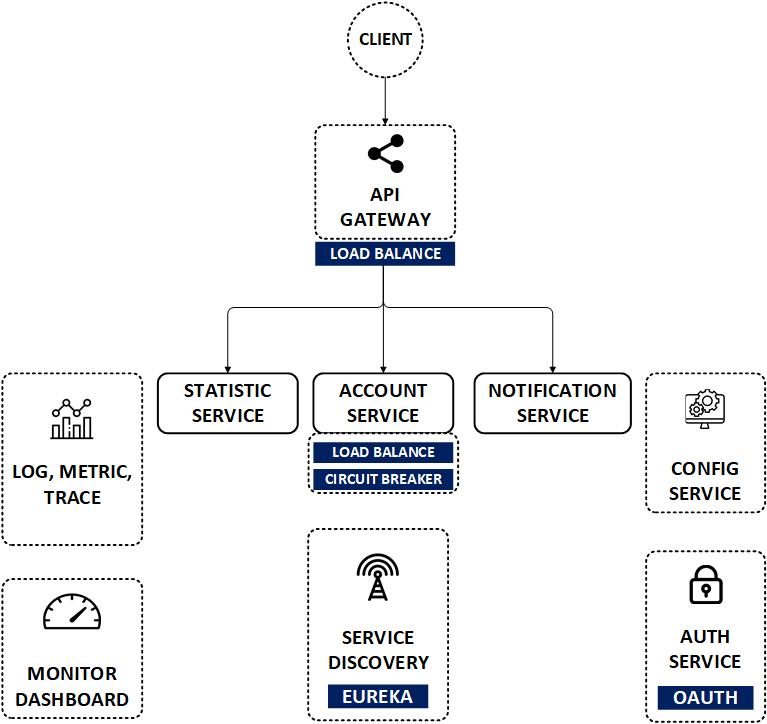 CLIENT
API
GATEWAY
LOAD BALANCE
STATISTIC
SERVICE
ACCOUNT
SERVICE
NOTIFICATION
SERVICE
LOAD BALANCE
CIRCUIT BREAKER
LOG, METRIC,
TRACE
CONFIG
SERVICE
MONITOR
DASHBOARD
SERVICE
DISCOVERY
EUREKA
AUTH
SERVICE
OAUTH